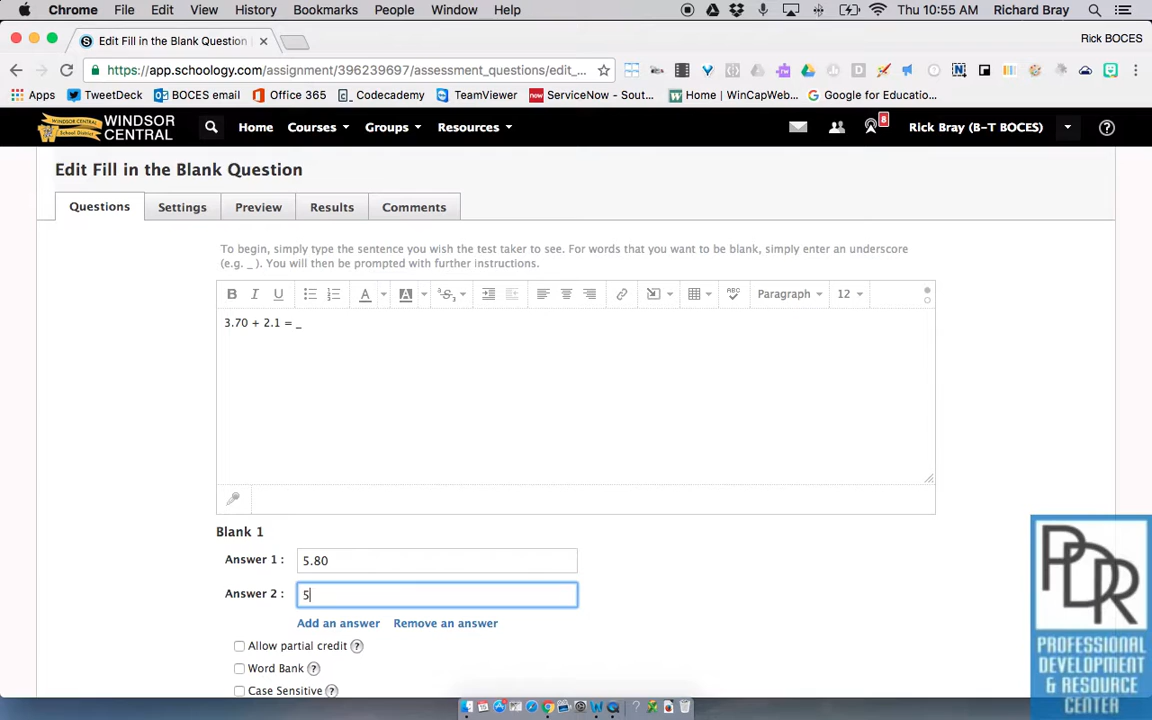 Chrome File Edit View History Bookmarks People Window Help Thu 10:55 AM Richard Bray
Edit Fill in the Blank Question Rick BOCES
https://app.schoology.com/assignment/396239697/assessment_questions/edit_...
Apps TweetDeck BOCES email Office 365 Codecademy TeamViewer ServiceNow - Sout... Home | WinCapWeb... Google for Educatio...
WINDSOR CENTRAL Home Courses Groups Resources 8 Rick Bray (B-T BOCES)
Edit Fill in the Blank Question
Questions Settings Preview Results Comments
To begin, simply type the sentence you wish the test taker to see. For words that you want to be blank, simply enter an underscore
(e.g. _ ). You will then be prompted with further instructions.
B I U A A S ABC Paragraph 12
3.70 + 2.1 = _
Blank 1
Answer 1 : 5.80
Answer 2 : 5
Add an answer Remove an answer
Allow partial credit ?
Word Bank ?
Case Sensitive ?
PDRC
PROFESSIONAL
DEVELOPMENT
& RESOURCE
CENTER